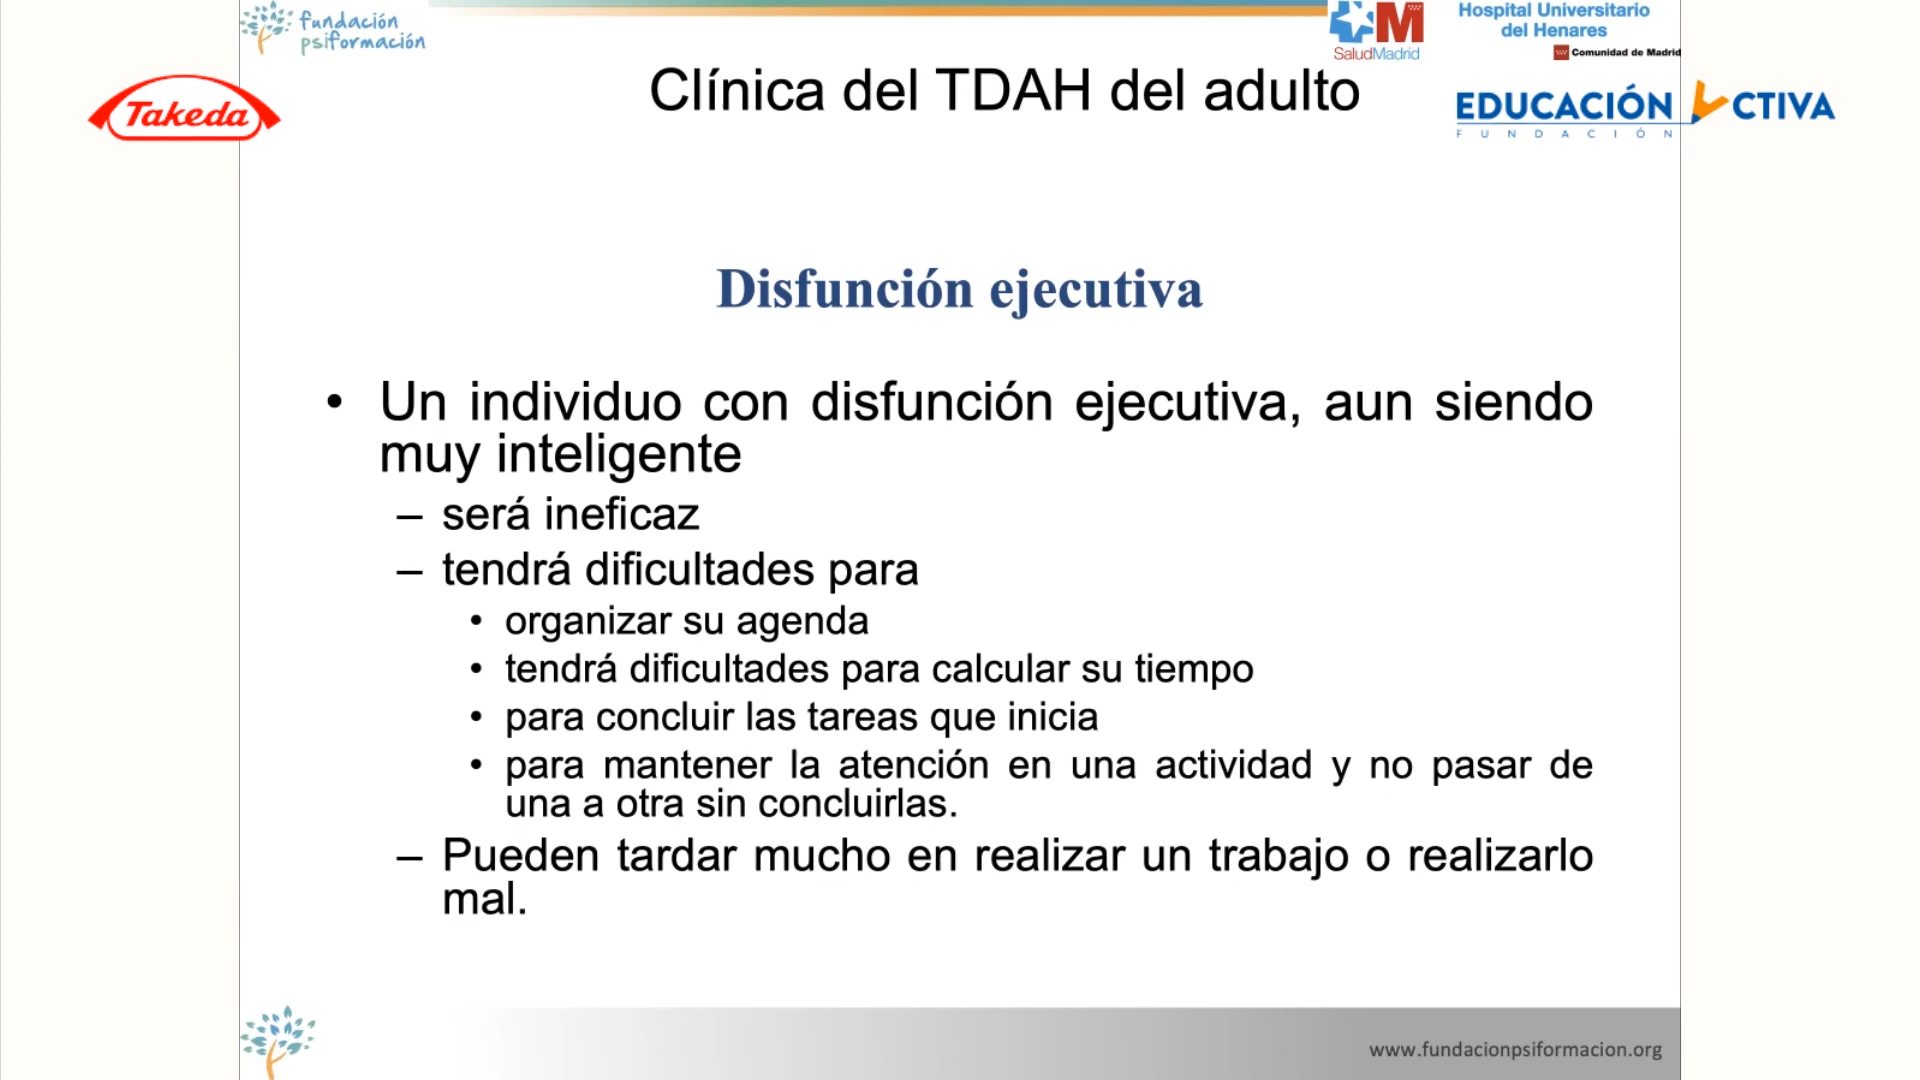 fundación
psiformación
SaludMadrid
Hospital Universitario
del Henares
Comunidad de Madrid
Takeda
Clínica del TDAH del adulto
EDUCACIÓN CTIVA
FUNDACIÓN
Disfunción ejecutiva
• Un individuo con disfunción ejecutiva, aun siendo
muy inteligente
– será ineficaz
– tendrá dificultades para
• organizar su agenda
• tendrá dificultades para calcular su tiempo
• para concluir las tareas que inicia
• para mantener la atención en una actividad y no pasar de
una a otra sin concluirlas.
– Pueden tardar mucho en realizar un trabajo o realizarlo
mal.
www.fundacionpsiformacion.org